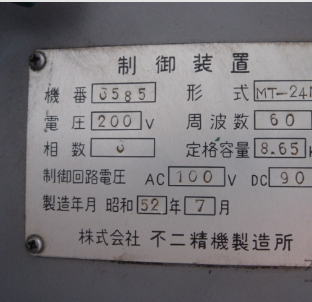 制御装置
機番 3585 形式 MT-24
電圧 200 V 周波数 60
相数 3 定格容量 8.65 k
制御回路電圧 AC 100 V DC 90
製造年月 昭和 52 年 7 月
株式会社 不二精機製造所